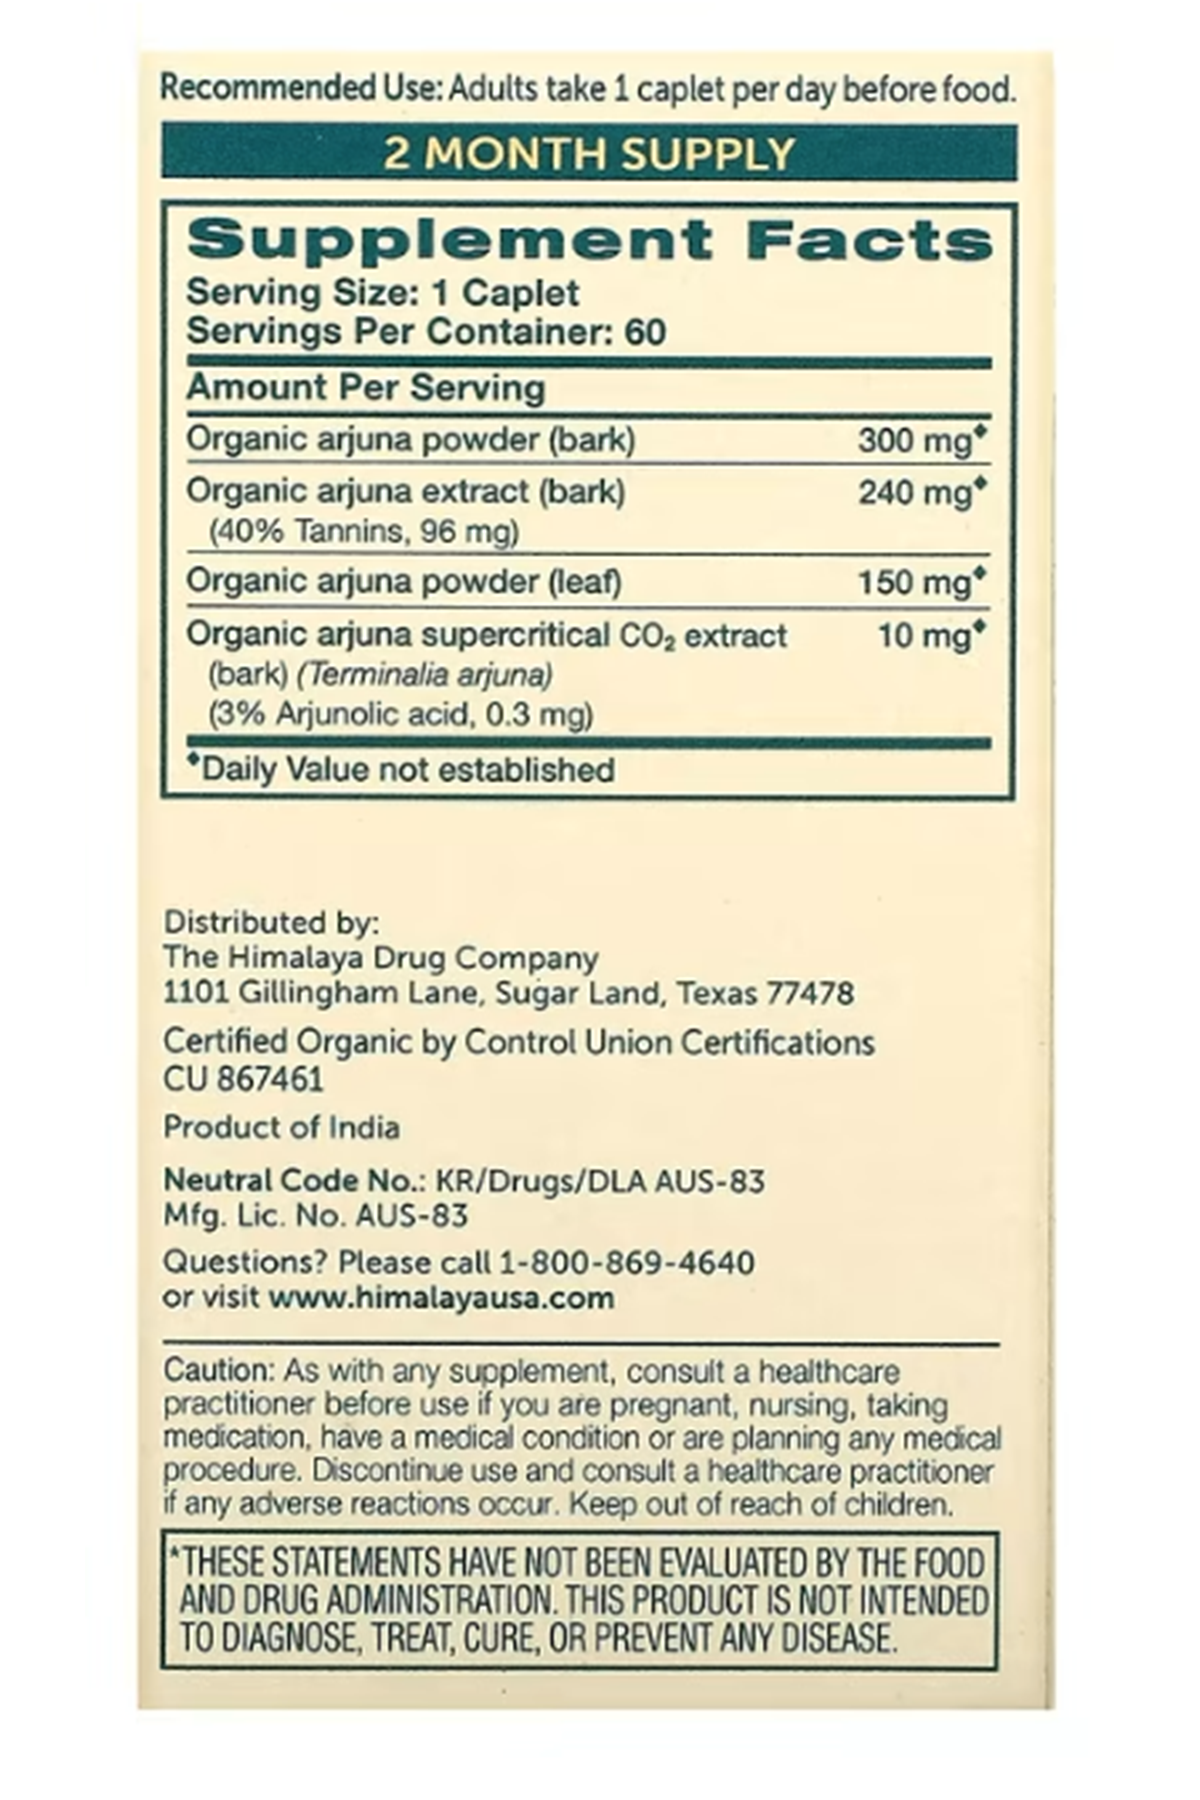 Recommended Use: Adults take 1 caplet per day before food.
2 MONTH SUPPLY
Supplement Facts
Serving Size: 1 Caplet
Servings Per Container: 60
Amount Per Serving
Organic arjuna powder (bark) 300 mg◆
Organic arjuna extract (bark) 240 mg◆
(40% Tannins, 96 mg)
Organic arjuna powder (leaf) 150 mg◆
Organic arjuna supercritical CO₂ extract 10 mg◆
(bark) (Terminalia arjuna)
(3% Arjunolic acid, 0.3 mg)
◆Daily Value not established
Distributed by:
The Himalaya Drug Company
1101 Gillingham Lane, Sugar Land, Texas 77478
Certified Organic by Control Union Certifications
CU 867461
Product of India
Neutral Code No.: KR/Drugs/DLA AUS-83
Mfg. Lic. No. AUS-83
Questions? Please call 1-800-869-4640
or visit www.himalayausa.com
Caution: As with any supplement, consult a healthcare
practitioner before use if you are pregnant, nursing, taking
medication, have a medical condition or are planning any medical
procedure. Discontinue use and consult a healthcare practitioner
if any adverse reactions occur. Keep out of reach of children.
*THESE STATEMENTS HAVE NOT BEEN EVALUATED BY THE FOOD
AND DRUG ADMINISTRATION. THIS PRODUCT IS NOT INTENDED
TO DIAGNOSE, TREAT, CURE, OR PREVENT ANY DISEASE.